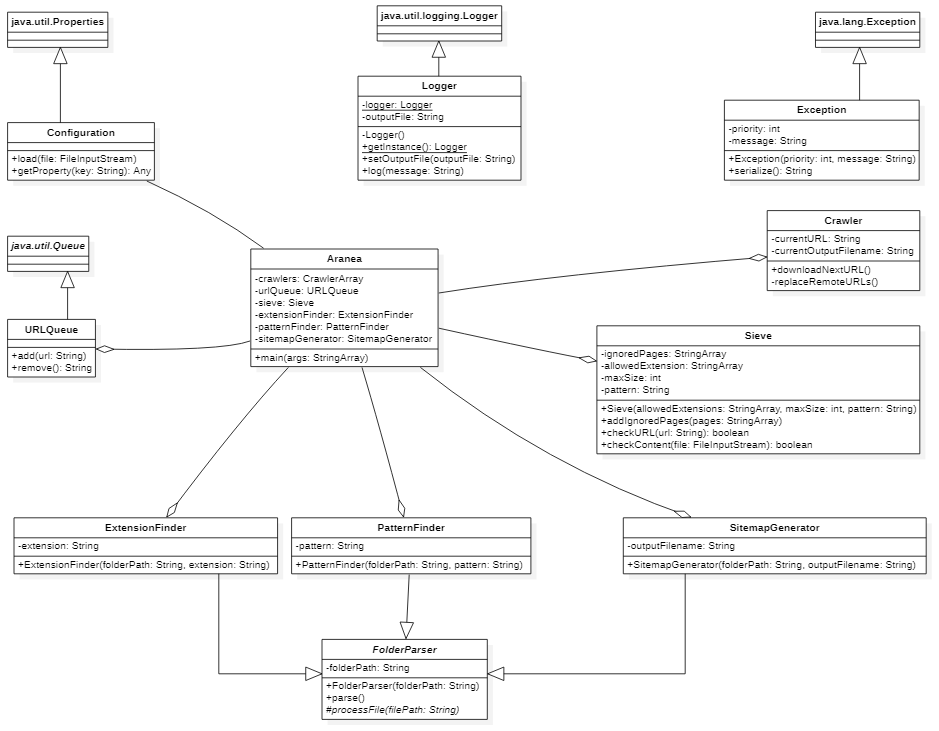 java.util.Properties
java.util.logging.Logger
java.lang.Exception
Logger
-logger: Logger
-outputFile: String
-Logger()
+getInstance(): Logger
+setOutputFile(outputFile: String)
+log(message: String)
Exception
-priority: int
-message: String
+Exception(priority: int, message: String)
+serialize(): String
Configuration
+load(file: FileInputStream)
+getProperty(key: String): Any
Crawler
-currentURL: String
-currentOutputFilename: String
+downloadNextURL()
-replaceRemoteURLs()
java.util.Queue
Aranea
-crawlers: CrawlerArray
-urlQueue: URLQueue
-sieve: Sieve
-extensionFinder: ExtensionFinder
-patternFinder: PatternFinder
-sitemapGenerator: SitemapGenerator
+main(args: StringArray)
URLQueue
+add(url: String)
+remove(): String
Sieve
-ignoredPages: StringArray
-allowedExtension: StringArray
-maxSize: int
-pattern: String
+Sieve(allowedExtensions: StringArray, maxSize: int, pattern: String)
+addIgnoredPages(pages: StringArray)
+checkURL(url: String): boolean
+checkContent(file: FileInputStream): boolean
ExtensionFinder
-extension: String
+ExtensionFinder(folderPath: String, extension: String)
PatternFinder
-pattern: String
+PatternFinder(folderPath: String, pattern: String)
SitemapGenerator
-outputFilename: String
+SitemapGenerator(folderPath: String, outputFilename: String)
FolderParser
-folderPath: String
+FolderParser(folderPath: String)
+parse()
#processFile(filePath: String)